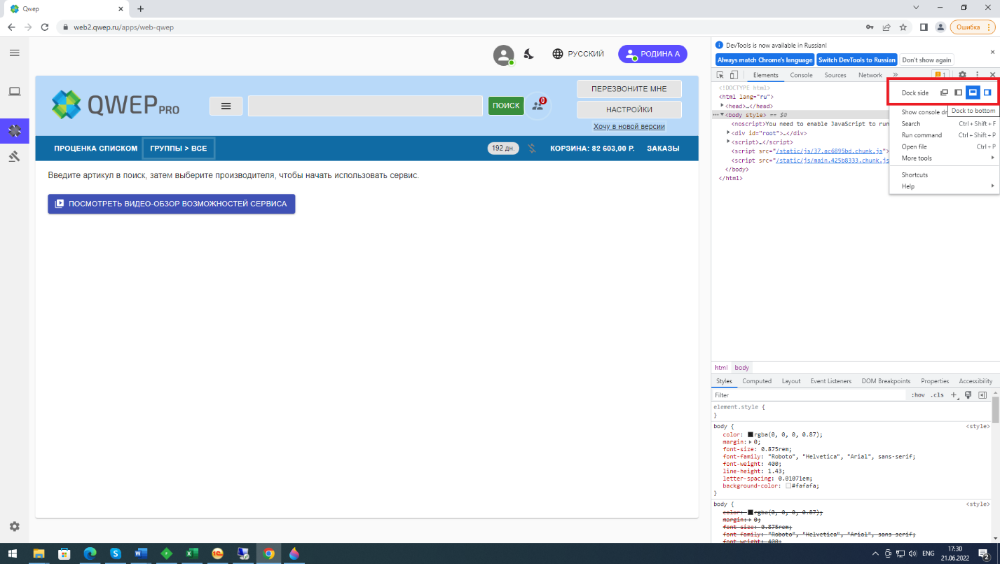 Qwep
web2.qwep.ru/apps/web-qwep
Ошибка
РУССКИЙ
РОДИНА А
QWEP PRO
ПОИСК
0
ПЕРЕЗВОНИТЕ МНЕ
НАСТРОЙКИ
Хочу в новой версии
ПРОЦЕНКА СПИСКОМ
ГРУППЫ > ВСЕ
192 дн.
КОРЗИНА: 82 603,00 Р.
ЗАКАЗЫ
Введите артикул в поиск, затем выберите производителя, чтобы начать использовать сервис.
ПОСМОТРЕТЬ ВИДЕО-ОБЗОР ВОЗМОЖНОСТЕЙ СЕРВИСА
DevTools is now available in Russian!
Always match Chrome's language
Switch DevTools to Russian
Don't show again
Elements Console Sources Network » 1
<!DOCTYPE html>
<html lang="ru">
<head>…</head>
<body style> == $0
<noscript>You need to enable JavaScript to run
<div id="root">…</div>
<script>…</script>
<script src="/static/js/37.ac6895bd.chunk.js">
<script src="/static/js/main.425b8333.chunk.js
</body>
</html>
Dock side
Dock to bottom
Show console dr
Search Ctrl + Shift + F
Run command Ctrl + Shift + P
Open file Ctrl + P
More tools
Shortcuts
Help
html body
Styles Computed Layout Event Listeners DOM Breakpoints Properties Accessibility
Filter :hov .cls
element.style {
}
body { <style>
color: rgba(0, 0, 0, 0.87);
margin: 0;
font-size: 0.875rem;
font-family: "Roboto", "Helvetica", "Arial", sans-serif;
font-weight: 400;
line-height: 1.43;
letter-spacing: 0.01071em;
background-color: #fafafa;
}
body { <style>
color: rgba(0, 0, 0, 0.87);
margin: 0;
font-size: 0.875rem;
font-family: "Roboto", "Helvetica", "Arial", sans-serif;
font-weight: 400;
ENG
17:30
21.06.2022
2